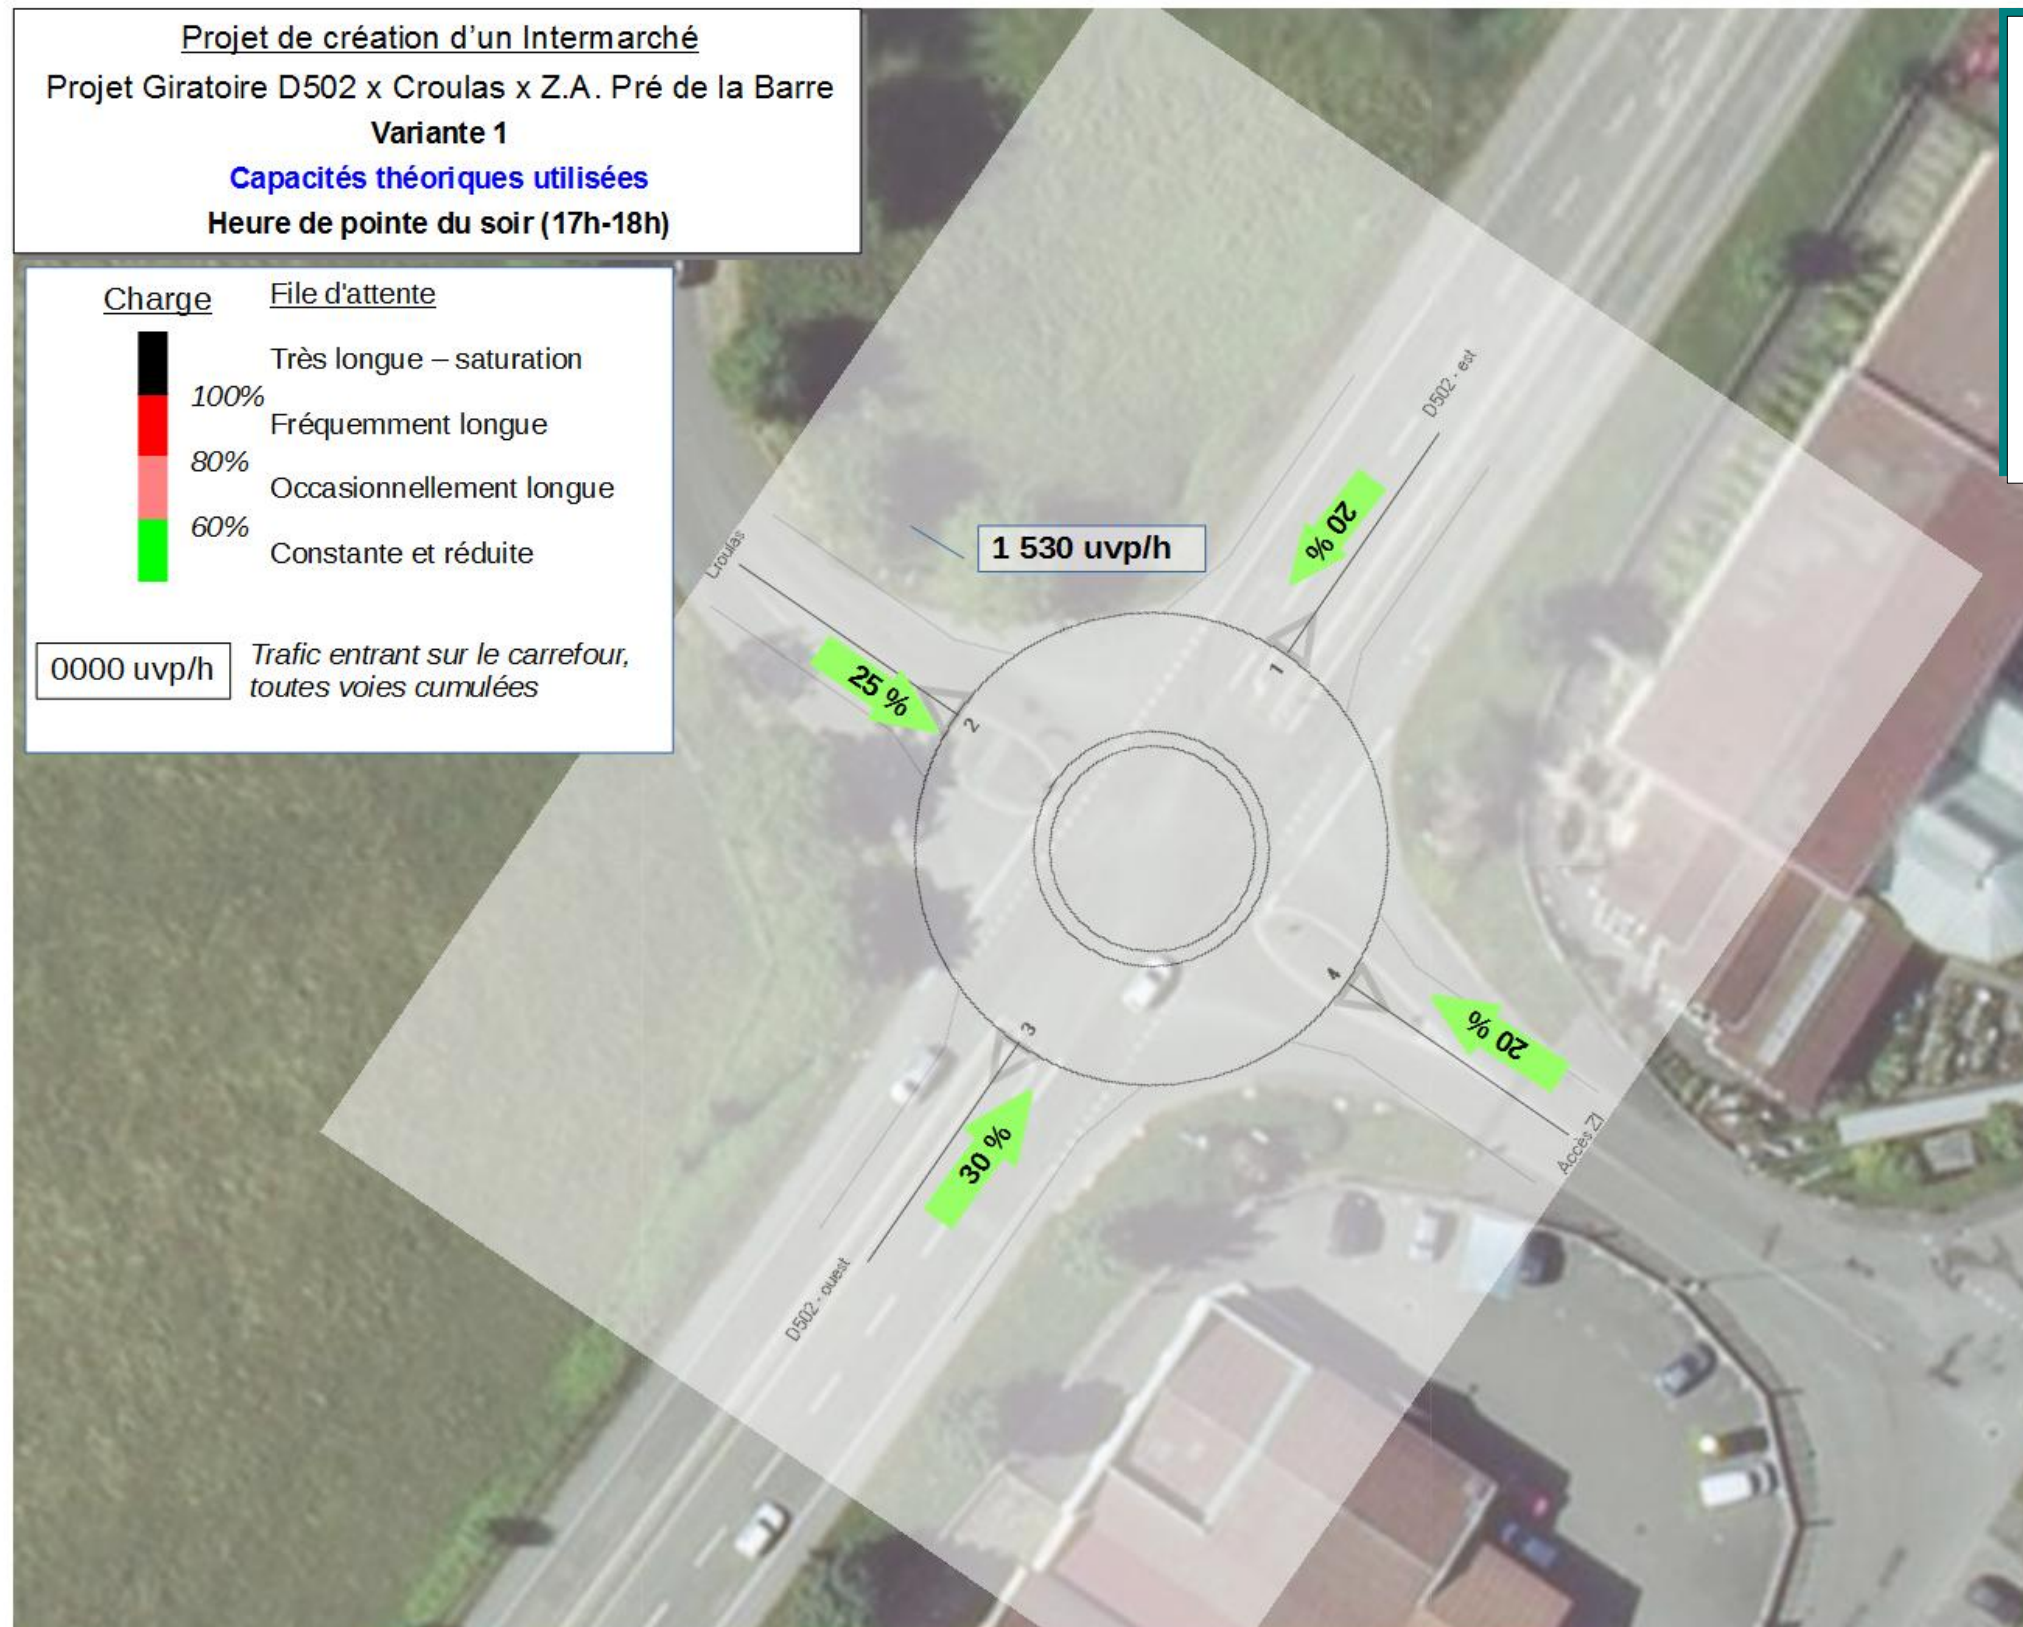 Projet de création d'un Intermarché
Projet Giratoire D502 x Croulas x Z.A. Pré de la Barre
Variante 1
Capacités théoriques utilisées
Heure de pointe du soir (17h-18h)
Charge
File d'attente
Très longue – saturation
100%
Fréquemment longue
80%
Occasionnellement longue
60%
Constante et réduite
0000 uvp/h
Trafic entrant sur le carrefour,
toutes voies cumulées
D502 - est
20 %
1 530 uvp/h
Croulas
25 %
1
2
3
4
20 %
Accès ZI
30 %
D502 - ouest